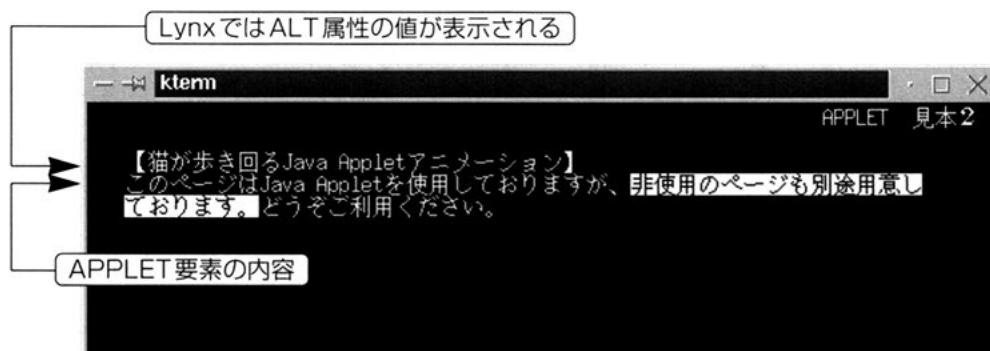 LynxではALT属性の値が表示される
kterm
APPLET 見本2
【猫が歩き回るJava Appletアニメーション】
このページはJava Appletを使用しておりますが、非使用のページも別途用意し
ております。どうぞご利用ください。
APPLET要素の内容